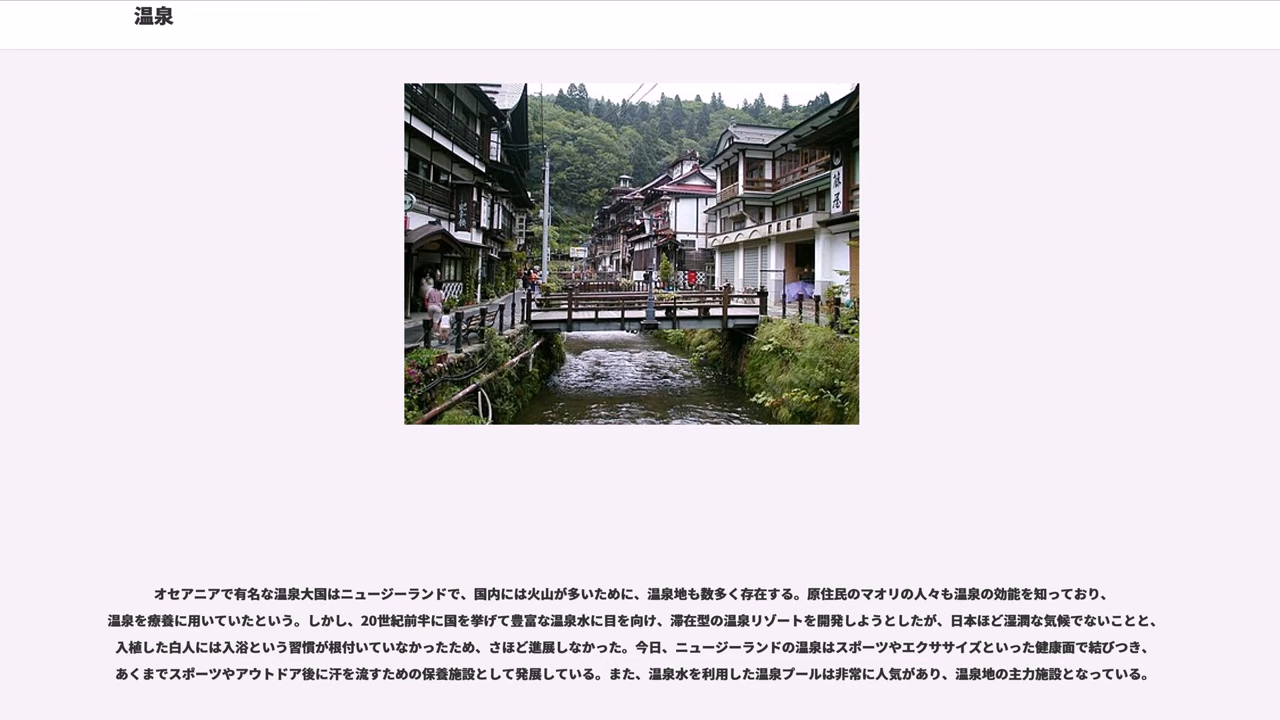 温泉
オセアニアで有名な温泉大国はニュージーランドで、国内には火山が多いために、温泉地も数多く存在する。原住民のマオリの人々も温泉の効能を知っており、
温泉を療養に用いていたという。しかし、20世紀前半に国を挙げて豊富な温泉水に目を向け、滞在型の温泉リゾートを開発しようとしたが、日本ほど湿潤な気候でないことと、
入植した白人には入浴という習慣が根付いていなかったため、さほど進展しなかった。今日、ニュージーランドの温泉はスポーツやエクササイズといった健康面で結びつき、
あくまでスポーツやアウトドア後に汗を流すための保養施設として発展している。また、温泉水を利用した温泉プールは非常に人気があり、温泉地の主力施設となっている。